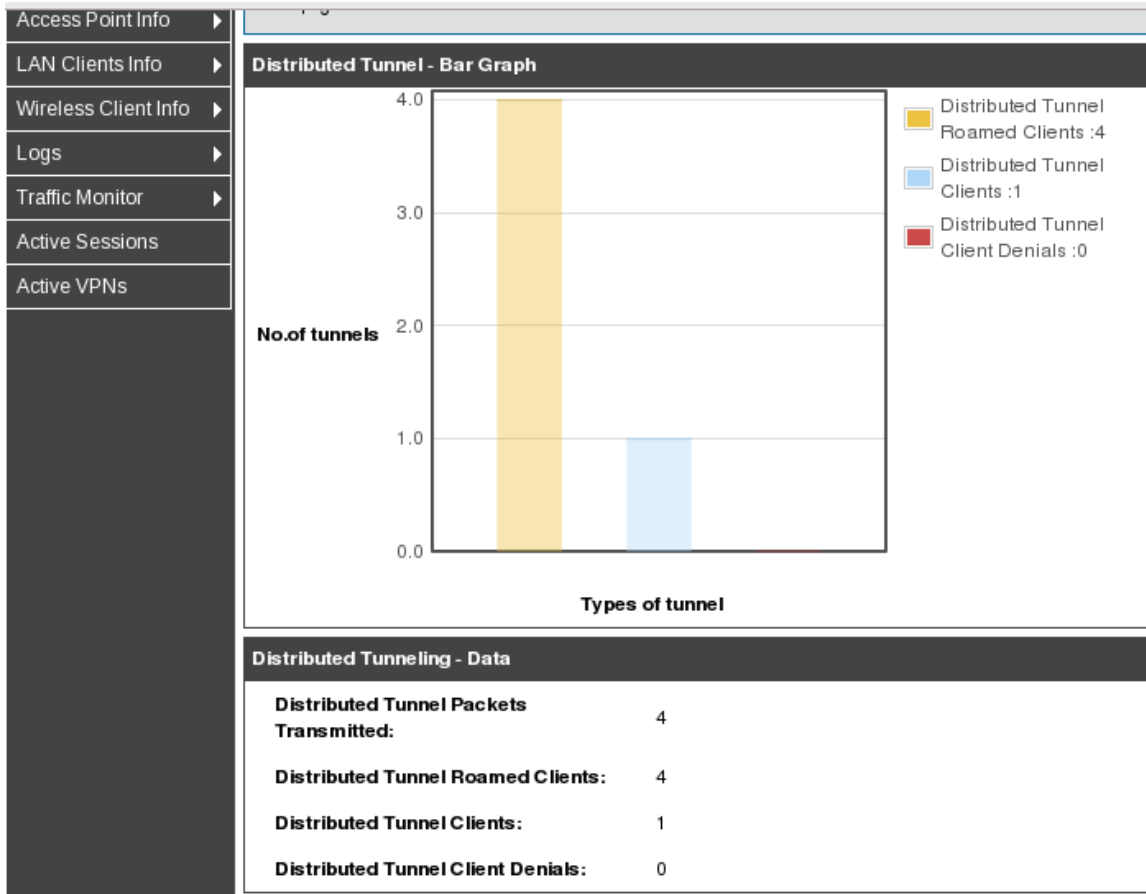 Access Point Info
LAN Clients Info
Wireless Client Info
Logs
Traffic Monitor
Active Sessions
Active VPNs
Distributed Tunnel - Bar Graph
4.0
3.0
2.0
1.0
0.0
No.of tunnels
Types of tunnel
Distributed Tunnel
Roamed Clients :4
Distributed Tunnel
Clients :1
Distributed Tunnel
Client Denials :0
Distributed Tunneling - Data
Distributed Tunnel Packets
Transmitted:
4
Distributed Tunnel Roamed Clients: 4
Distributed Tunnel Clients: 1
Distributed Tunnel Client Denials: 0